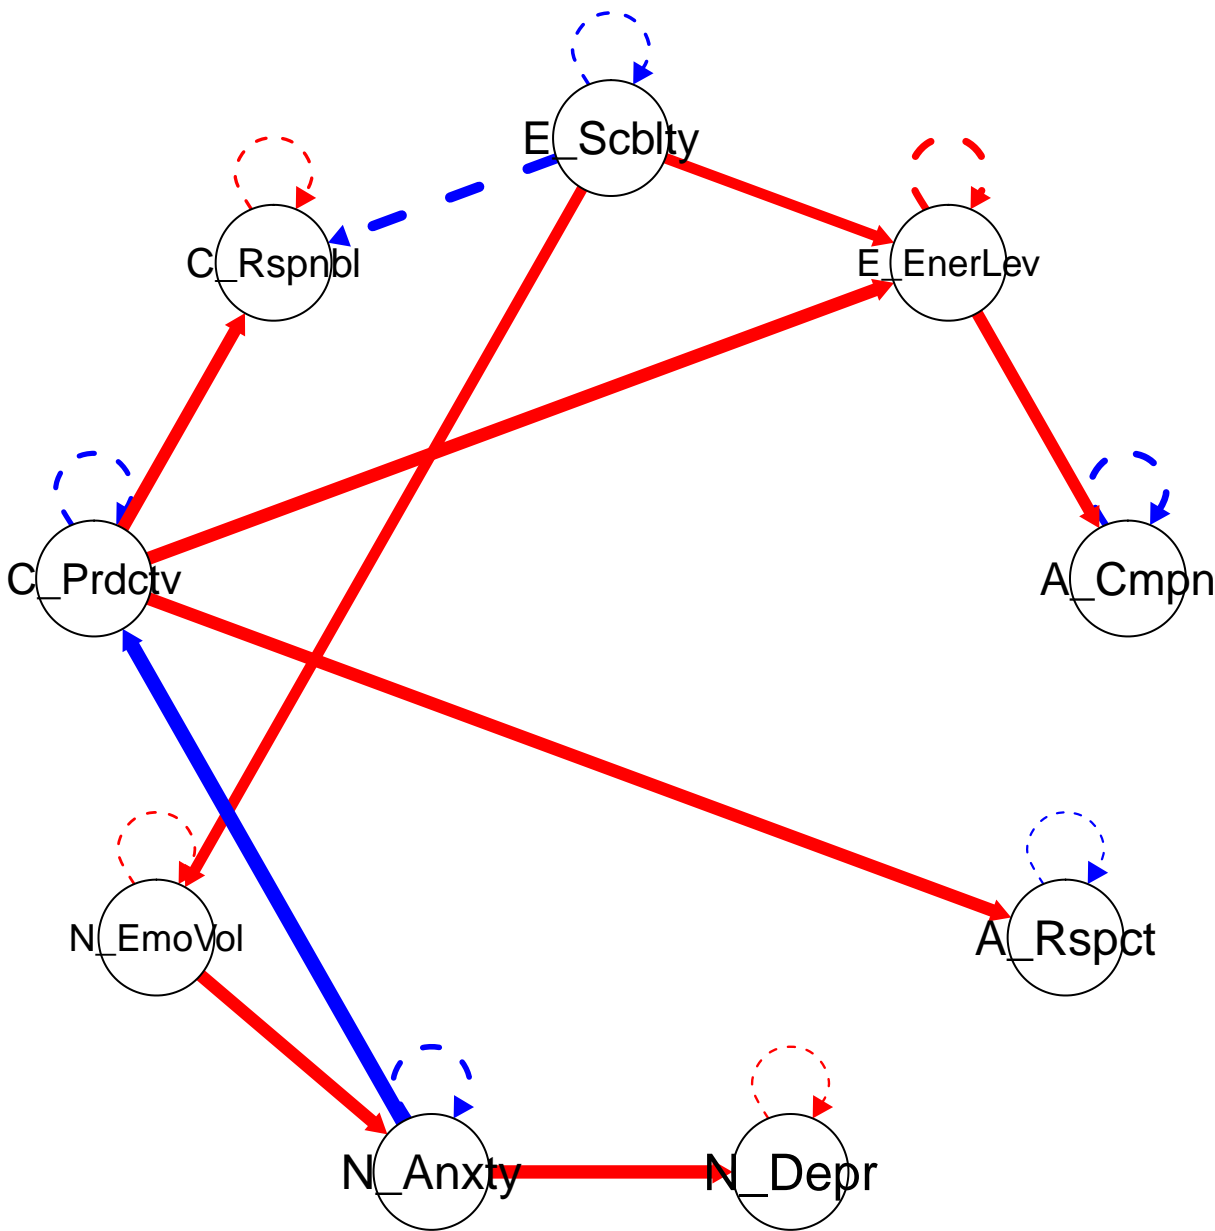 E_Scblty
C_Rspnbl
E_EnerLev
C_Prdctv
A_Cmpn
N_EmoVol
A_Rspct
N_Anxty
N_Depr